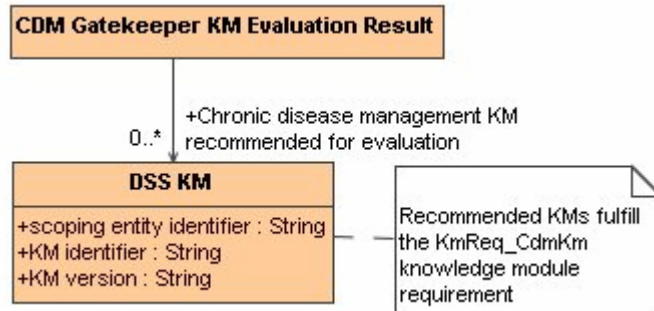 CDM Gatekeeper KM Evaluation Result
+Chronic disease management KM
0..*
recommended for evaluation
DSS KM
+scoping entity identifier : String
+KM identifier : String
+KM version : String
Recommended KMs fulfill
the KmReq_CdmKm
knowledge module
requirement